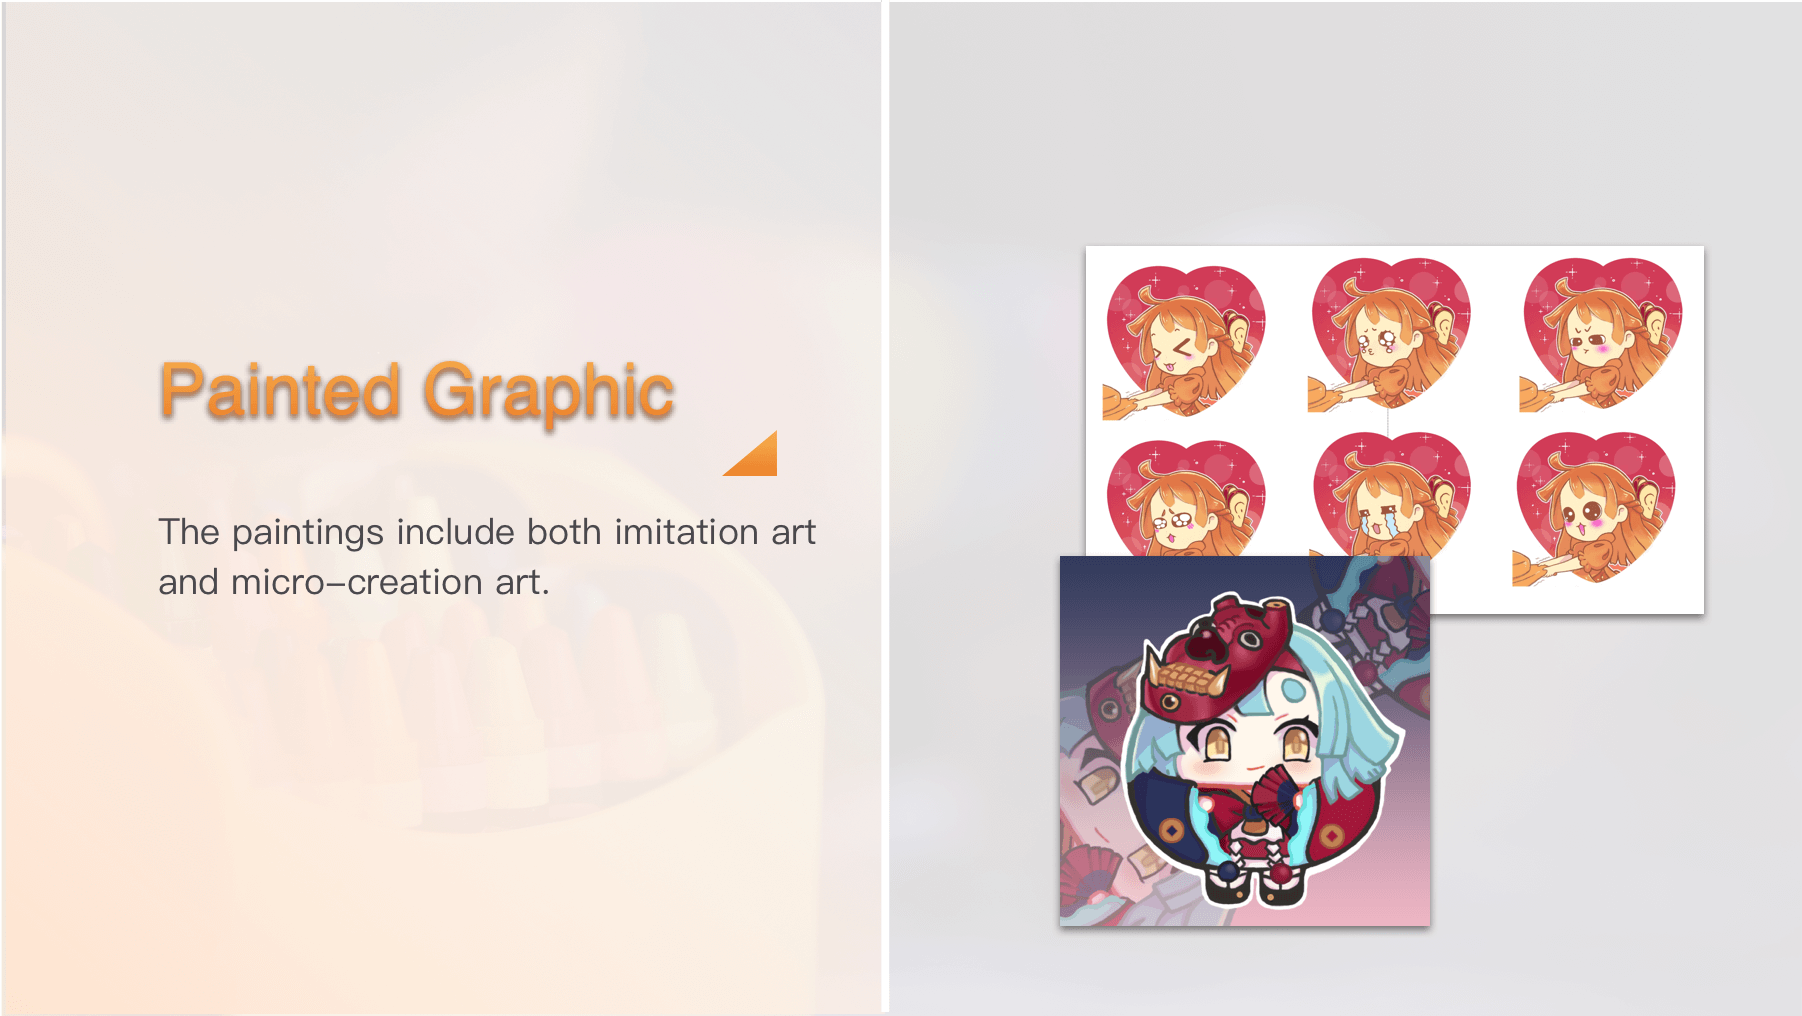 Painted Graphic
The paintings include both imitation art
and micro–creation art.